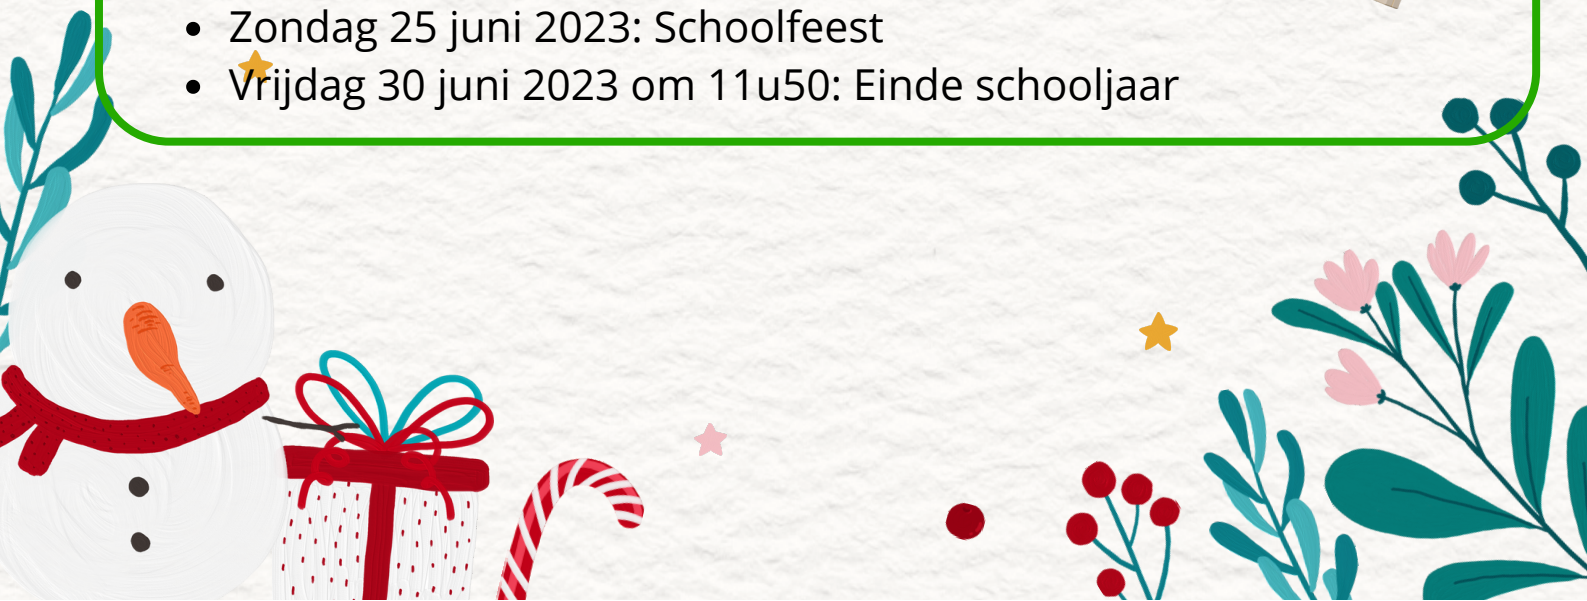 • Zondag 25 juni 2023: Schoolfeest
• Vrijdag 30 juni 2023 om 11u50: Einde schooljaar